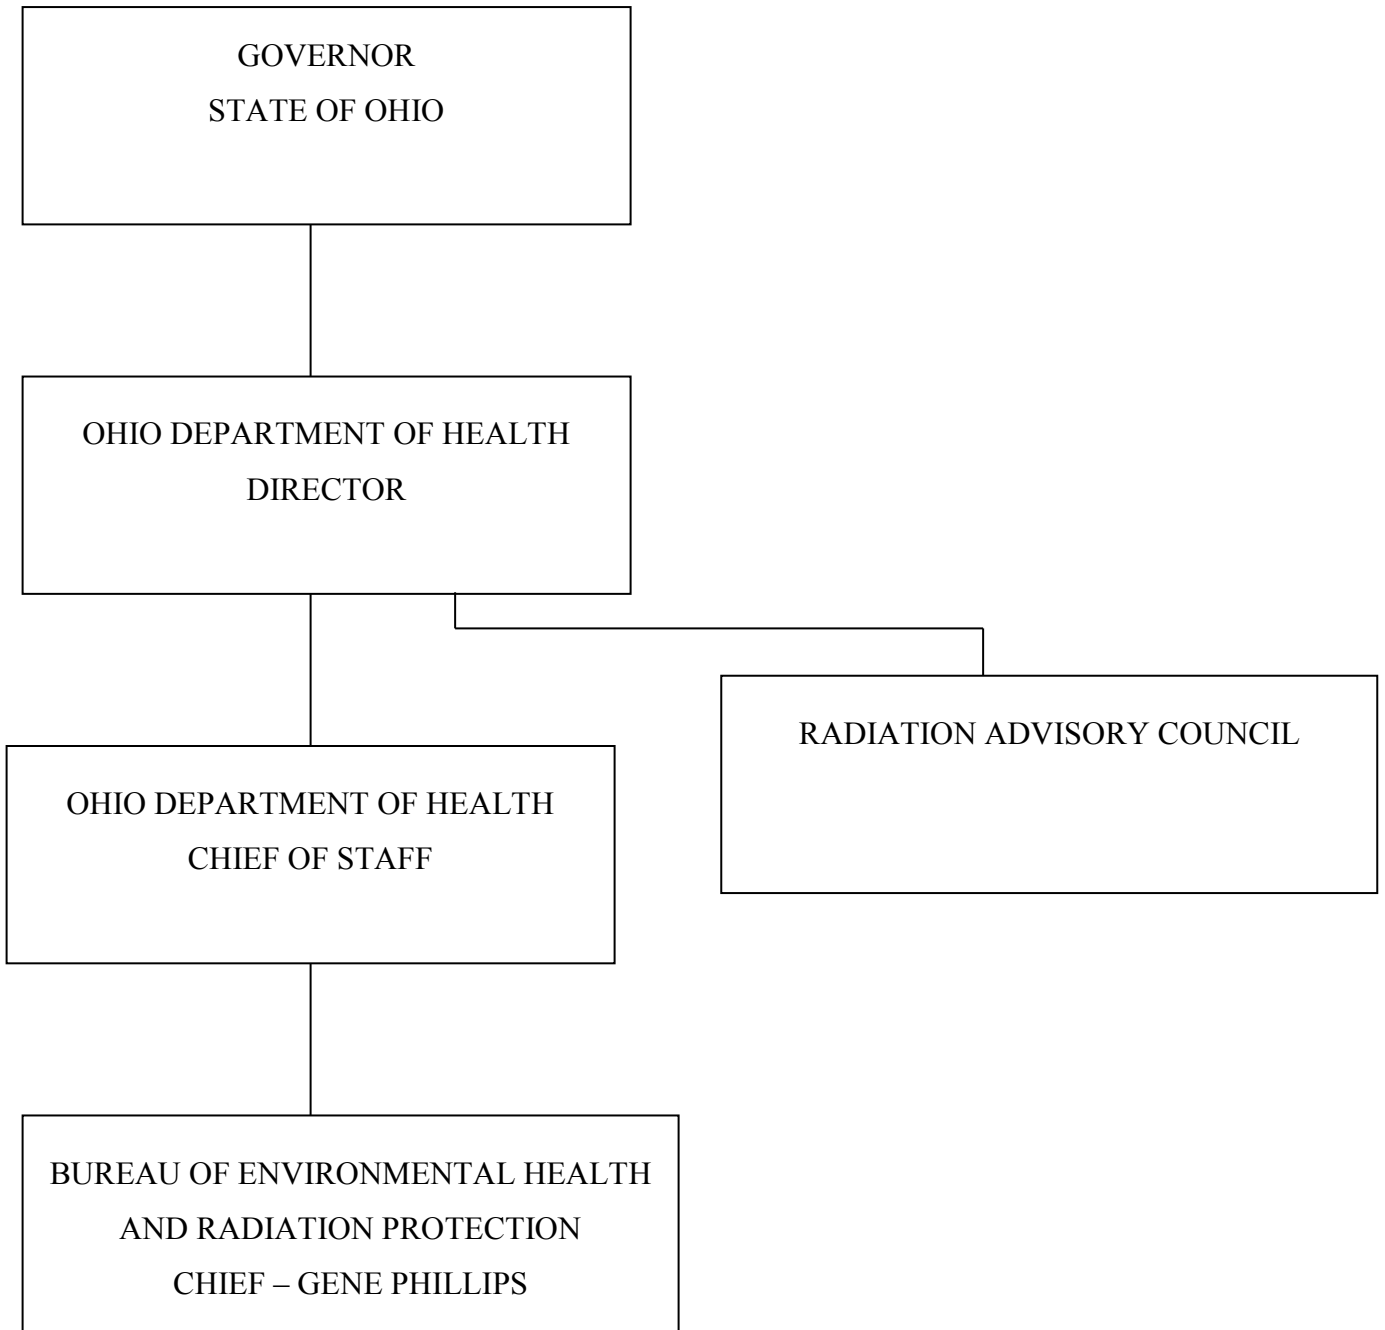 GOVERNOR
STATE OF OHIO
OHIO DEPARTMENT OF HEALTH
DIRECTOR
RADIATION ADVISORY COUNCIL
OHIO DEPARTMENT OF HEALTH
CHIEF OF STAFF
BUREAU OF ENVIRONMENTAL HEALTH
AND RADIATION PROTECTION
CHIEF – GENE PHILLIPS